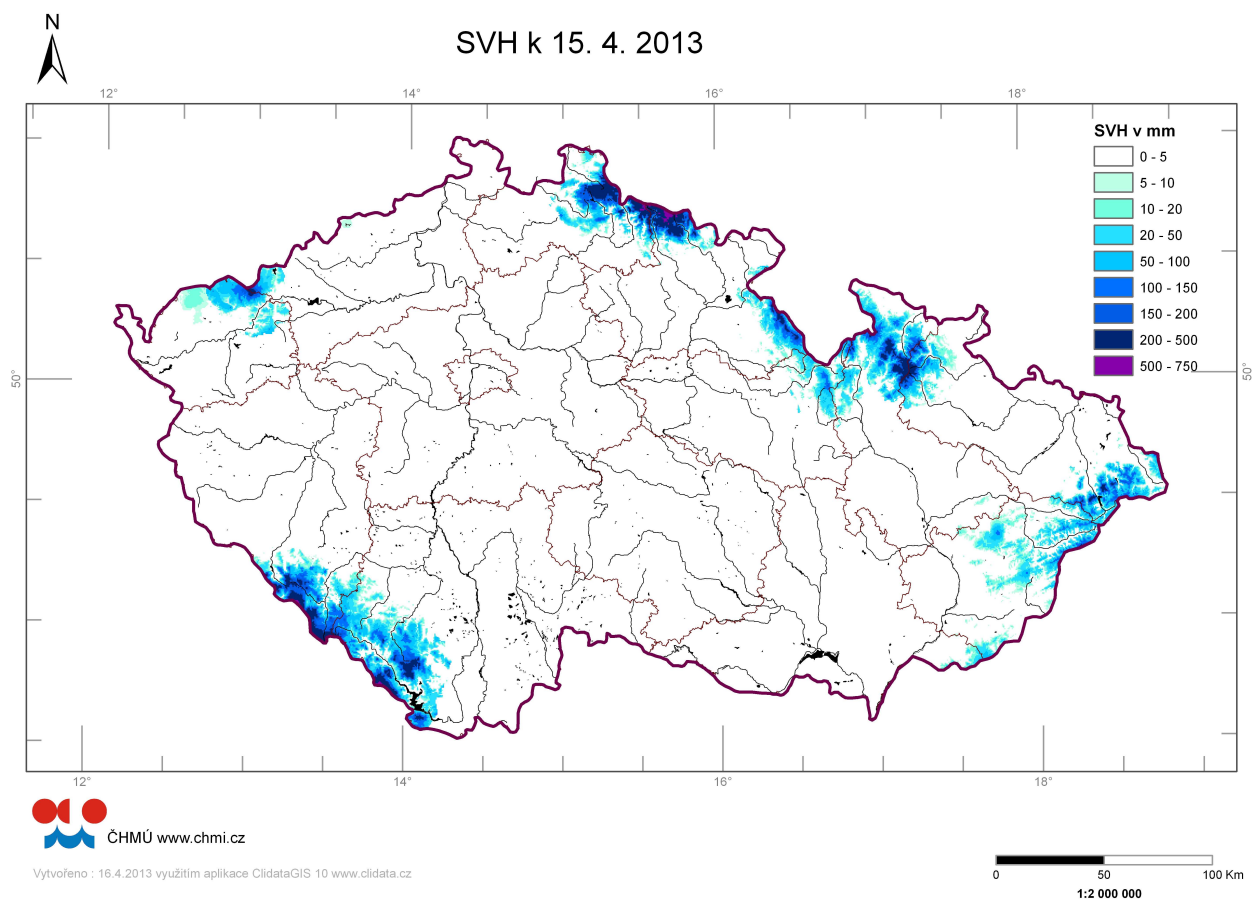 N
SVH k 15. 4. 2013
12° 14° 16° 18°
SVH v mm
0 - 5
5 - 10
10 - 20
20 - 50
50 - 100
100 - 150
150 - 200
200 - 500
500 - 750
50° 50°
12° 14° 16° 18°
ČHMÚ www.chmi.cz
Vytvořeno : 16.4.2013 využitím aplikace ClidataGIS 10 www.clidata.cz
0 50 100 Km
1:2 000 000